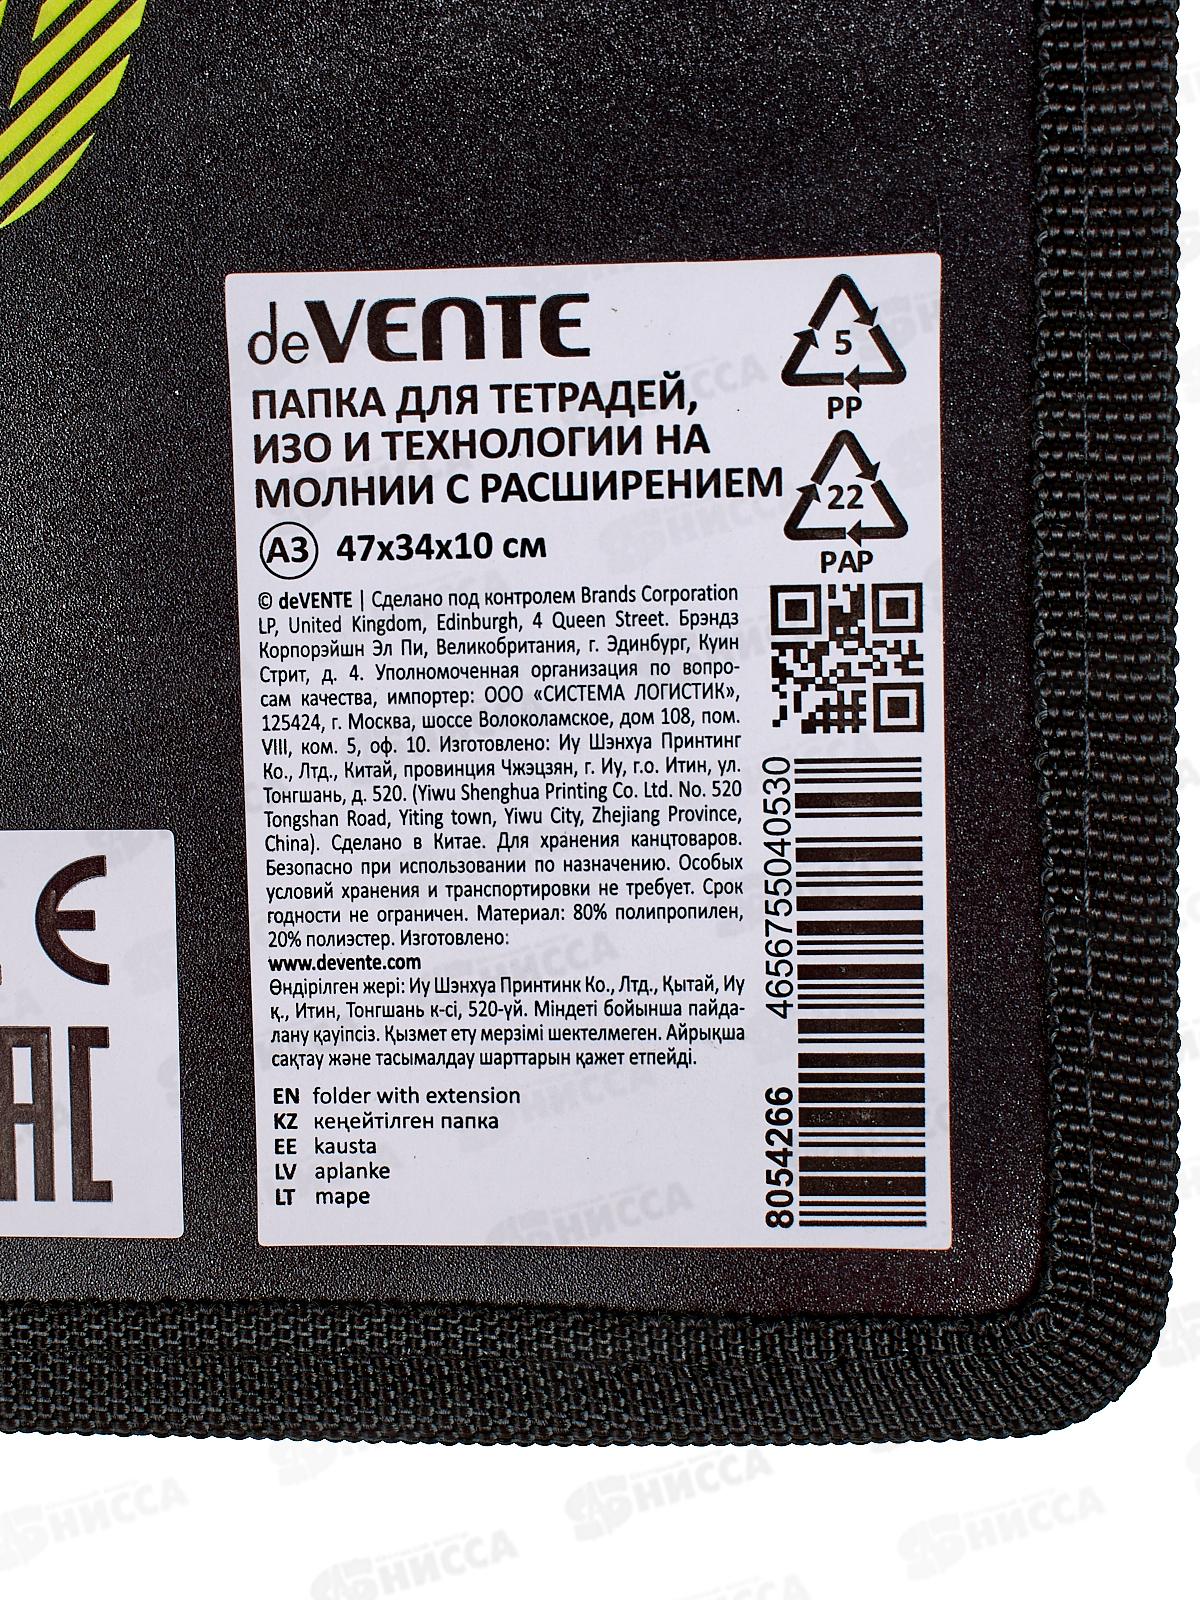 deVENTE
ПАПКА ДЛЯ ТЕТРАДЕЙ,
ИЗО И ТЕХНОЛОГИИ НА
МОЛНИИ С РАСШИРЕНИЕМ
А3 47х34х10 см
© deVENTE | Сделано под контролем Brands Corporation
LP, United Kingdom, Edinburgh, 4 Queen Street. Брэндз
Корпорэйшн Эл Пи, Великобритания, г. Эдинбург, Куин
Стрит, д. 4. Уполномоченная организация по вопро-
сам качества, импортер: ООО «СИСТЕМА ЛОГИСТИК»,
125424, г. Москва, шоссе Волоколамское, дом 108, пом.
VIII, ком. 5, оф. 10. Изготовлено: Иу Шэнхуа Принтинг
Ко., Лтд., Китай, провинция Чжэцзян, г. Иу, г.о. Итин, ул.
Тонгшань, д. 520. (Yiwu Shenghua Printing Co. Ltd. No. 520
Tongshan Road, Yiting town, Yiwu City, Zhejiang Province,
China). Сделано в Китае. Для хранения канцтоваров.
Безопасно при использовании по назначению. Особых
условий хранения и транспортировки не требует. Срок
годности не ограничен. Материал: 80% полипропилен,
20% полиэстер. Изготовлено:
www.devente.com
Өндірілген жері: Иу Шэнхуа Принтинк Ко., Лтд., Қытай, Иу
қ., Итин, Тонгшань к-сі, 520-үй. Міндеті бойынша пайда-
лану қауіпсіз. Қызмет ету мерзімі шектелмеген. Айрықша
сақтау және тасымалдау шарттарын қажет етпейді.
EN folder with extension
KZ кеңейтілген папка
EE kausta
LV aplanke
LT mape
5
PP
22
PAP
4656755040530
8054266
CE
EAC
НИССА